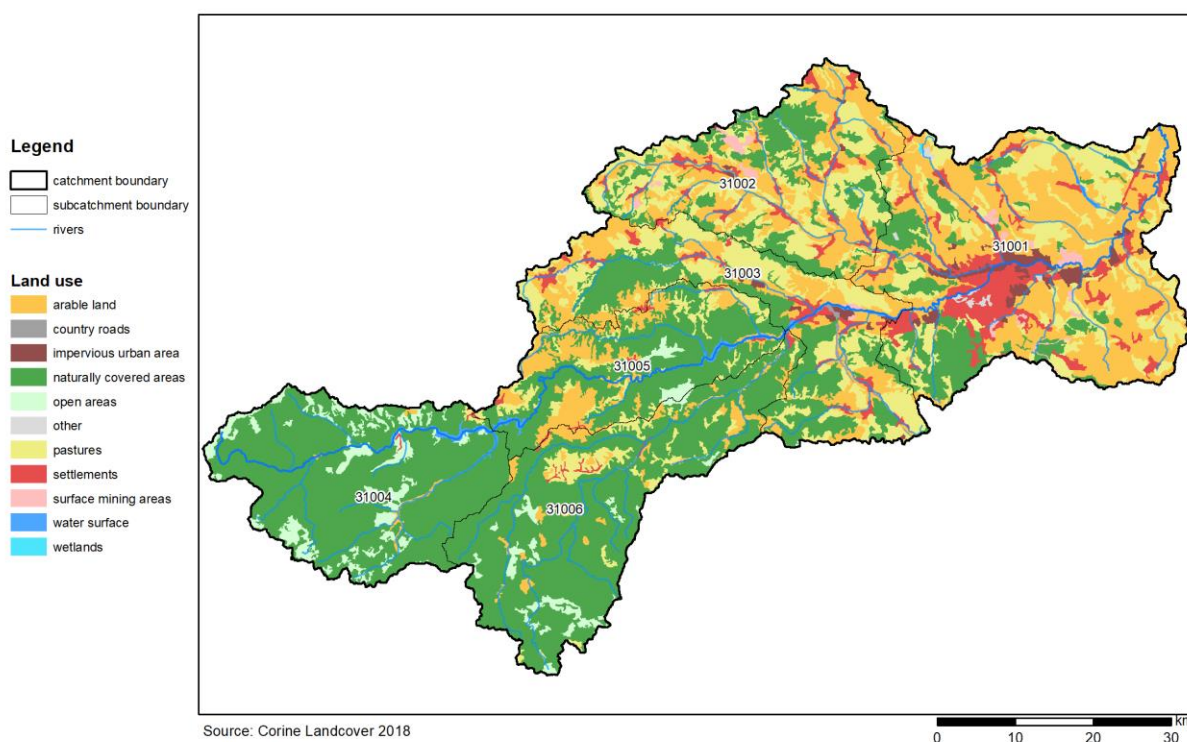 Legend
catchment boundary
subcatchment boundary
rivers
Land use
arable land
country roads
impervious urban area
naturally covered areas
open areas
other
pastures
settlements
surface mining areas
water surface
wetlands
31002
31001
31003
31005
31004
31006
Source: Corine Landcover 2018
km
0 10 20 30